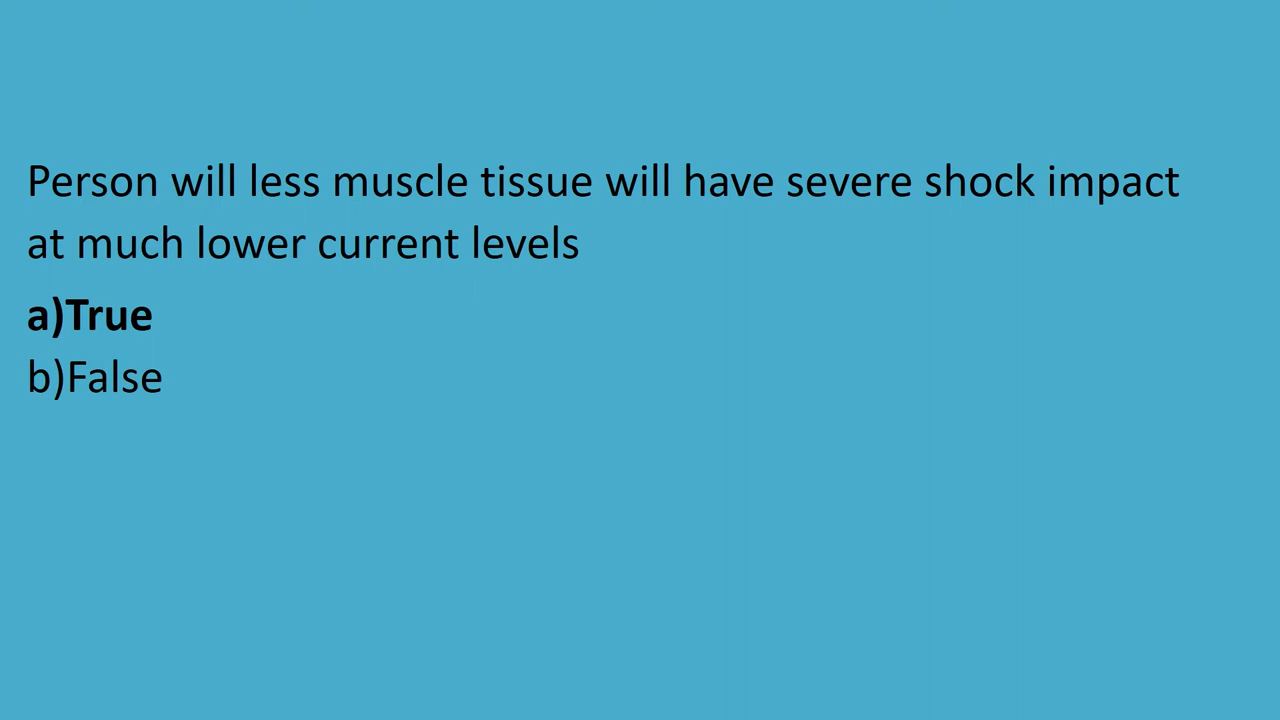 Person will less muscle tissue will have severe shock impact
at much lower current levels
a)True
b)False